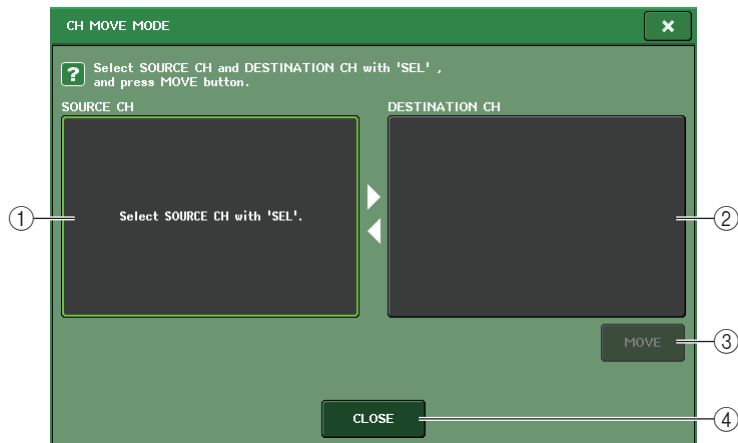 CH MOVE MODE
×
? Select SOURCE CH and DESTINATION CH with 'SEL' ,
and press MOVE button.
SOURCE CH
DESTINATION CH
① Select SOURCE CH with 'SEL'. ②
MOVE ③
CLOSE ④